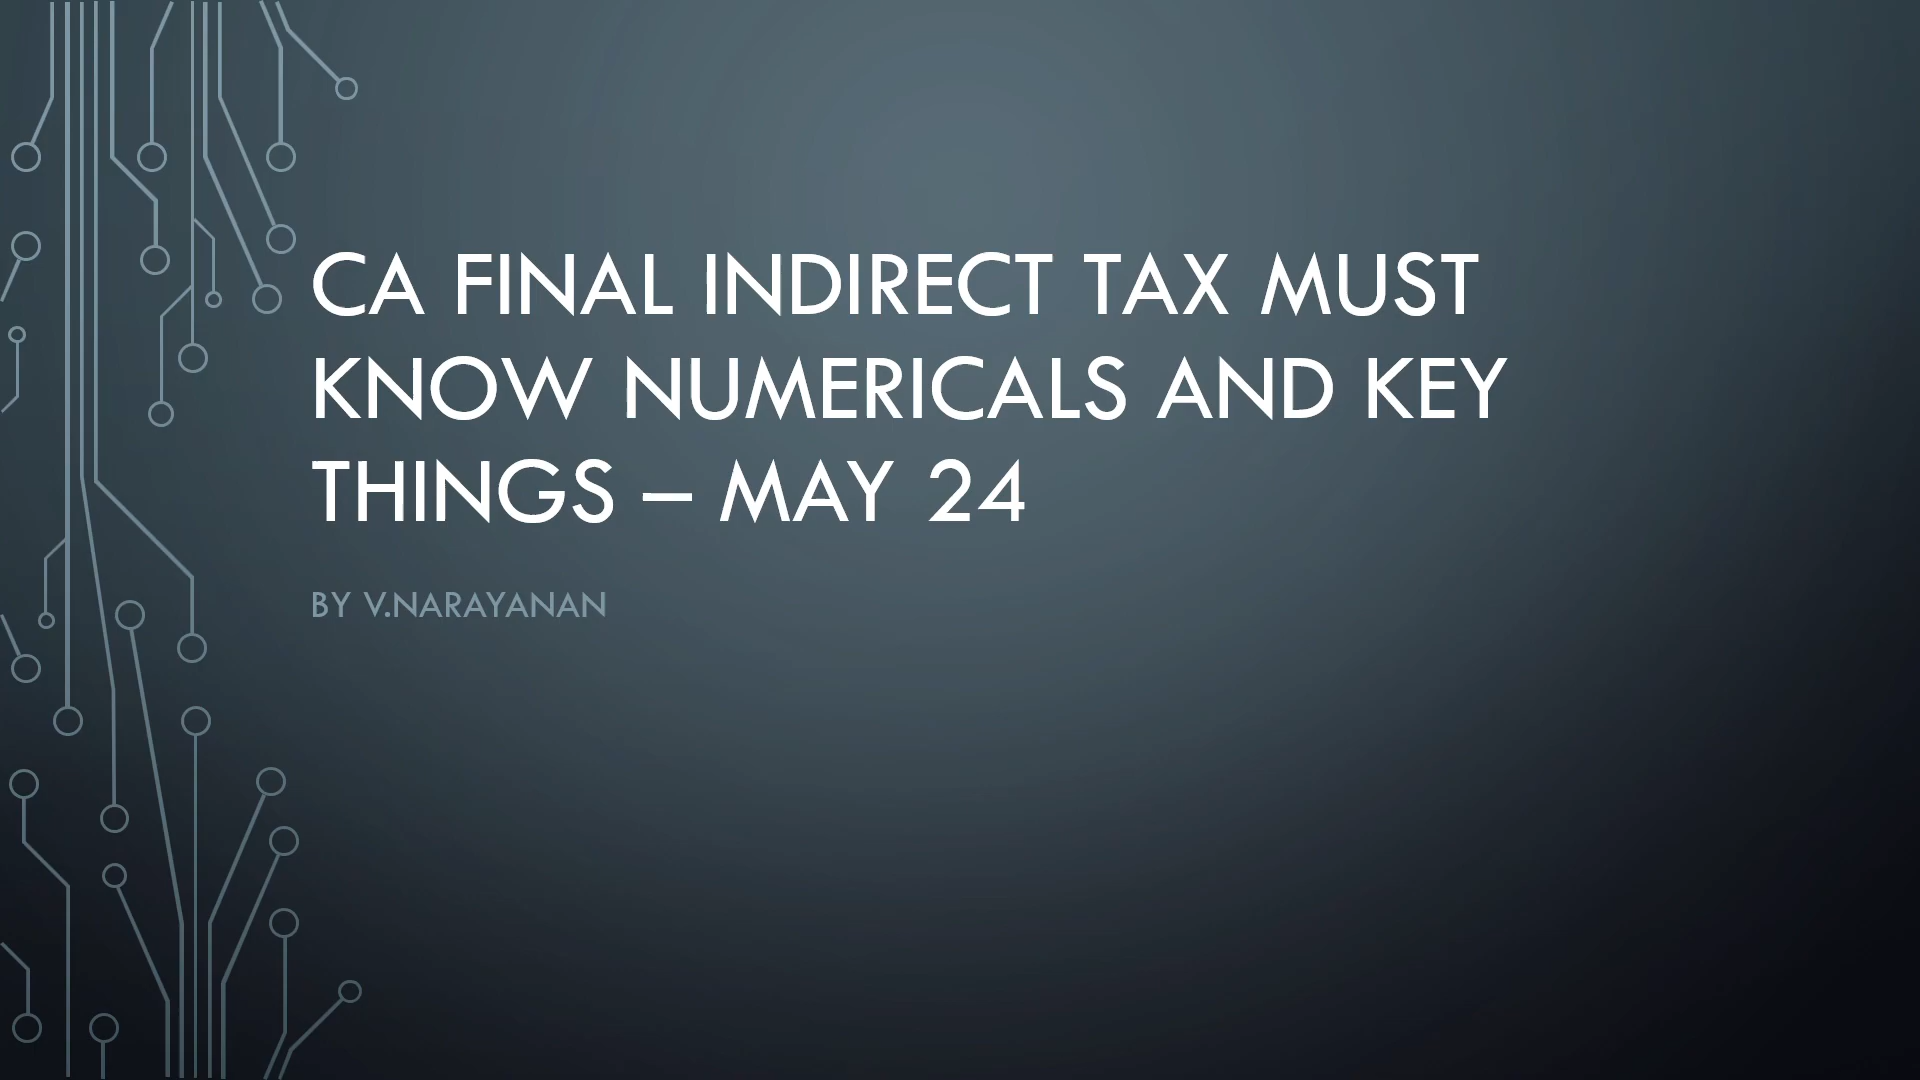 CA FINAL INDIRECT TAX MUST
KNOW NUMERICALS AND KEY
THINGS – MAY 24
BY V.NARAYANAN